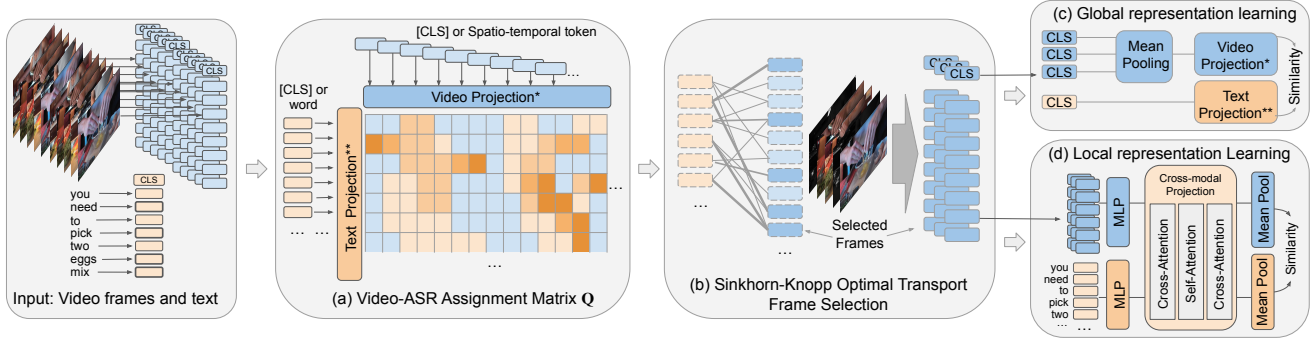 CLS
CLS
you
need
to
pick
two
eggs
mix
Input: Video frames and text
[CLS] or Spatio-temporal token
...
[CLS] or
word
Video Projection*
Text Projection**
...
... ...
...
(a) Video-ASR Assignment Matrix Q
CLS
CLS
...
...
Selected
Frames
...
(b) Sinkhorn-Knopp Optimal Transport
Frame Selection
(c) Global representation learning
CLS
CLS
CLS
Mean
Pooling
Video
Projection*
CLS
Text
Projection**
Similarity
(d) Local representation Learning
Cross-modal
Projection
MLP
Cross-Attention
Self-Attention
Cross-Attention
Mean Pool
you
need
to
pick
two
...
...
MLP
Mean Pool
Similarity